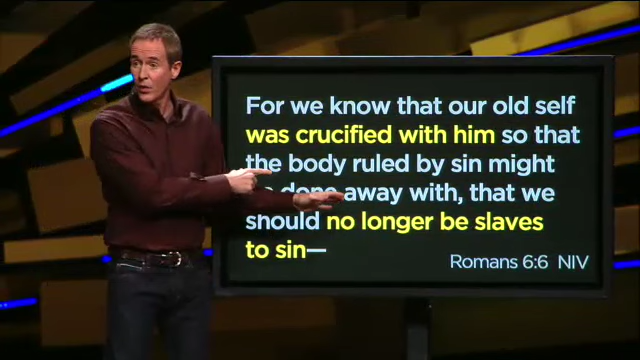 For we know that our old self
was crucified with him so that
the body ruled by sin might
done away with, that we
should no longer be slaves
to sin—
Romans 6:6 NIV